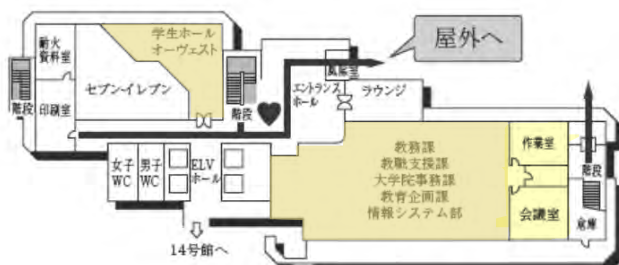 学生ホール
オーヴェスト
屋外へ
耐火
資料室
風除室
セブン-イレブン
エントランス
ホール
ラウンジ
階段
印刷室
階段
教務課
教職支援課
大学院事務課
教育企画課
情報システム部
作業室
階段
女子
WC
男子
WC
ELV
ホール
会議室
倉庫
14号館へ